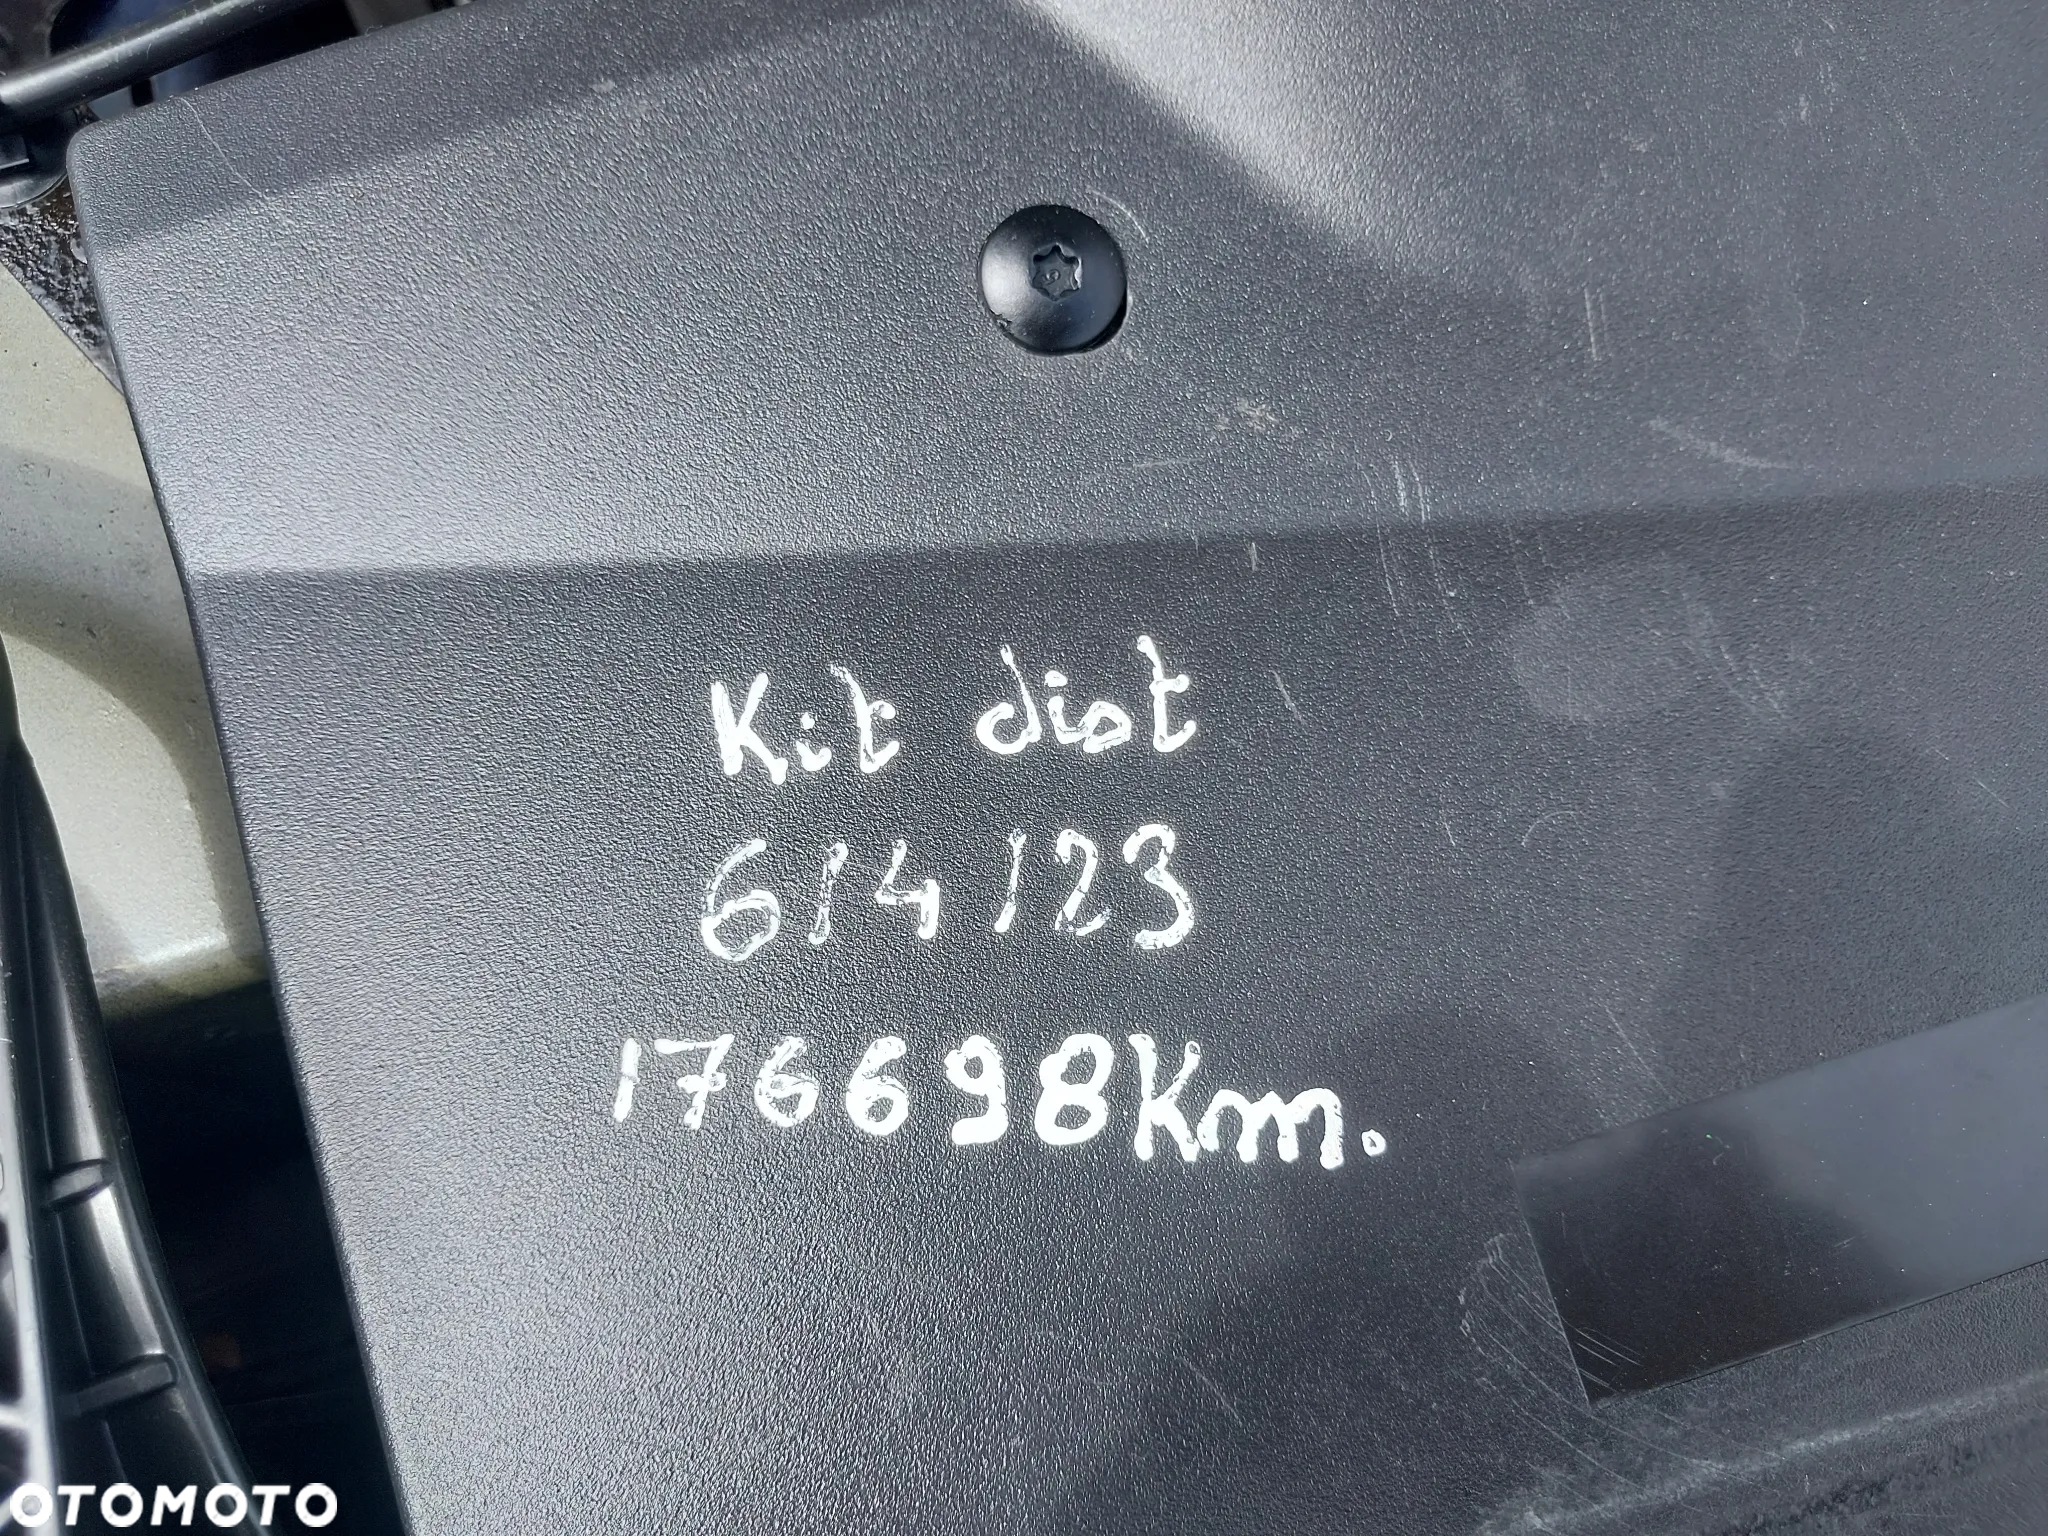 Kit dist
6/4/23
176698Km.
OTOMOTO